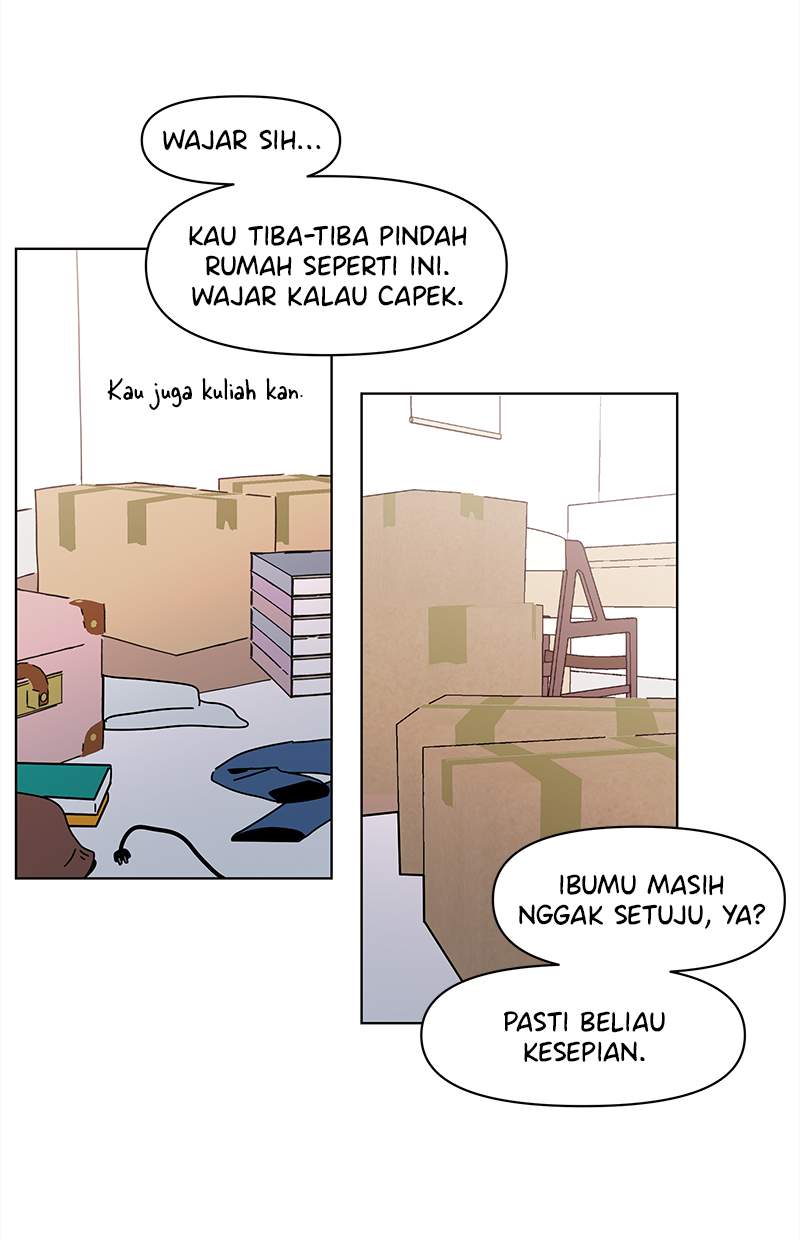 WAJAR SIH...
KAU TIBA-TIBA PINDAH
RUMAH SEPERTI INI.
WAJAR KALAU CAPEK.
Kau juga kuliah kan.
IBUMU MASIH
NGGAK SETUJU, YA?
PASTI BELIAU
KESEPIAN.